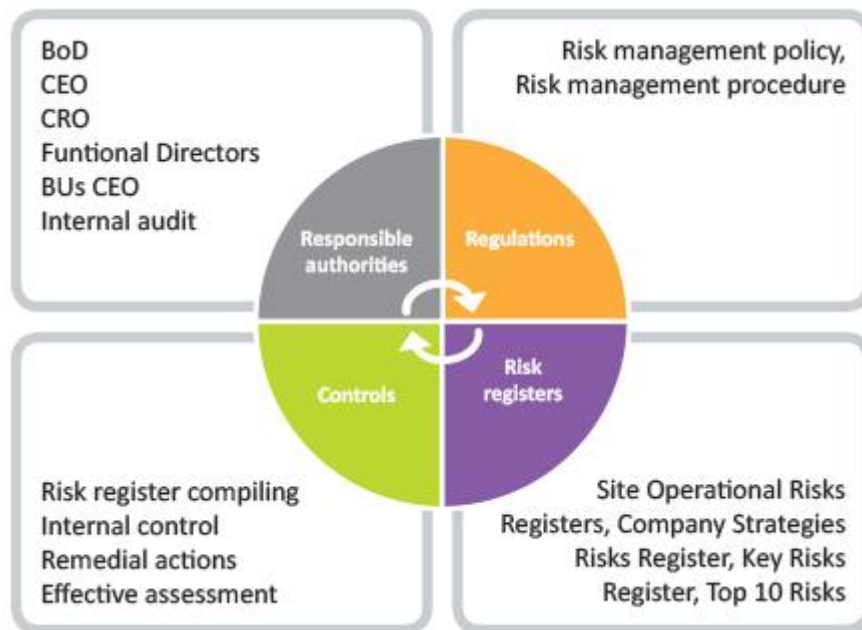 BoD
CEO
CRO
Funtional Directors
BUs CEO
Internal audit
Risk management policy,
Risk management procedure
Responsible
authorities
Regulations
Controls
Risk
registers
Risk register compiling
Internal control
Remedial actions
Effective assessment
Site Operational Risks
Registers, Company Strategies
Risks Register, Key Risks
Register, Top 10 Risks